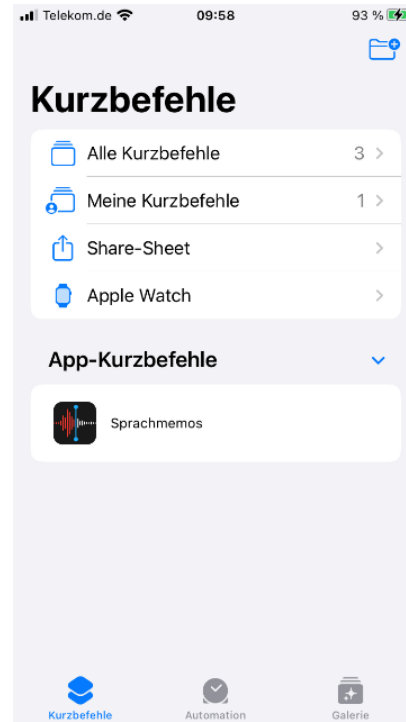 Telekom.de 09:58 93 %
Kurzbefehle
Alle Kurzbefehle 3
Meine Kurzbefehle 1
Share-Sheet
Apple Watch
App-Kurzbefehle
Sprachmemos
Kurzbefehle Automation Galerie